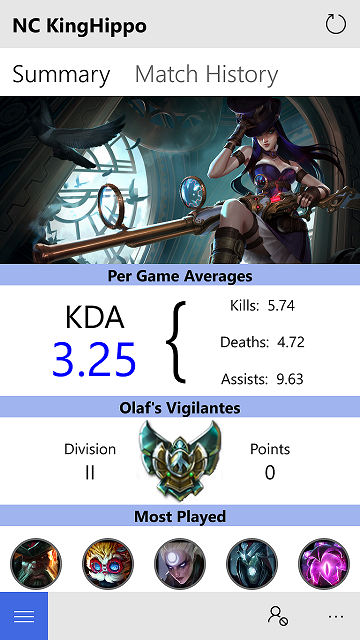 NC KingHippo
Summary Match History
Per Game Averages
KDA
3.25
Kills: 5.74
Deaths: 4.72
Assists: 9.63
Olaf's Vigilantes
Division
II
Points
0
Most Played